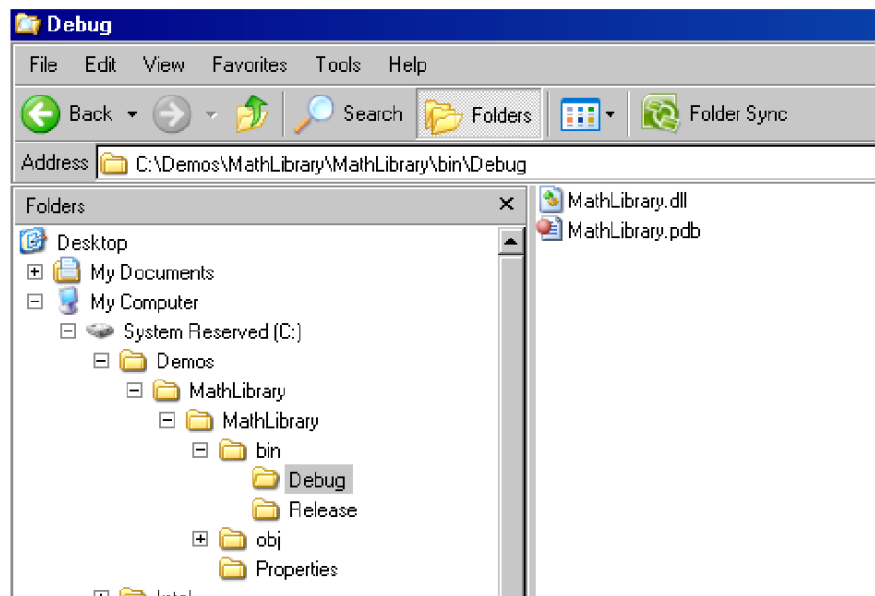 Debug
File Edit View Favorites Tools Help
Back Search Folders Folder Sync
Address C:\Demos\MathLibrary\MathLibrary\bin\Debug
Folders
Desktop
My Documents
My Computer
System Reserved (C:)
Demos
MathLibrary
MathLibrary
bin
Debug
Release
obj
Properties
MathLibrary.dll
MathLibrary.pdb